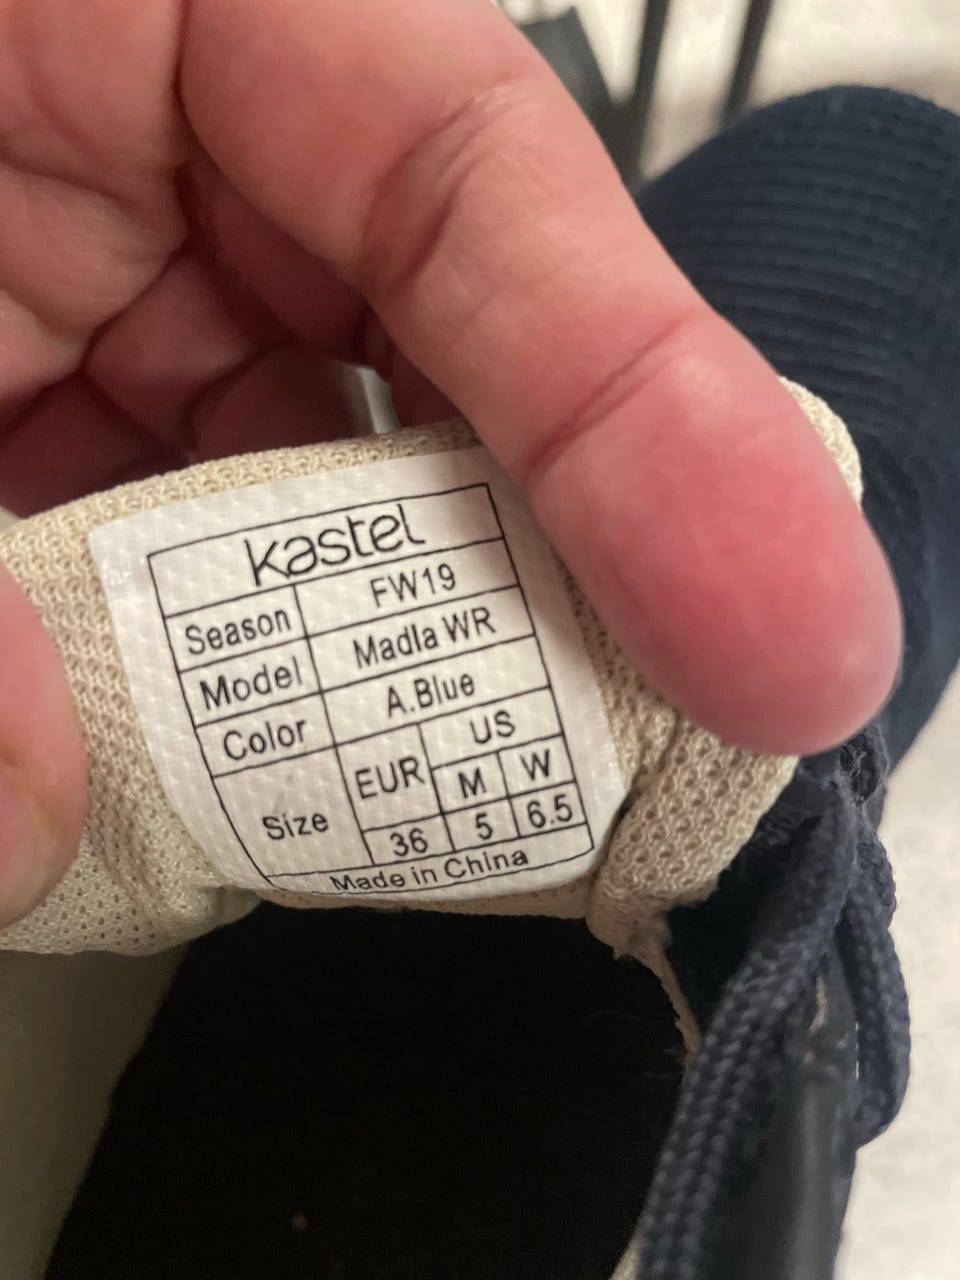 kastel
Season FW19
Model Madla WR
Color A.Blue
Size EUR US
M W
36 5 6.5
Made in China